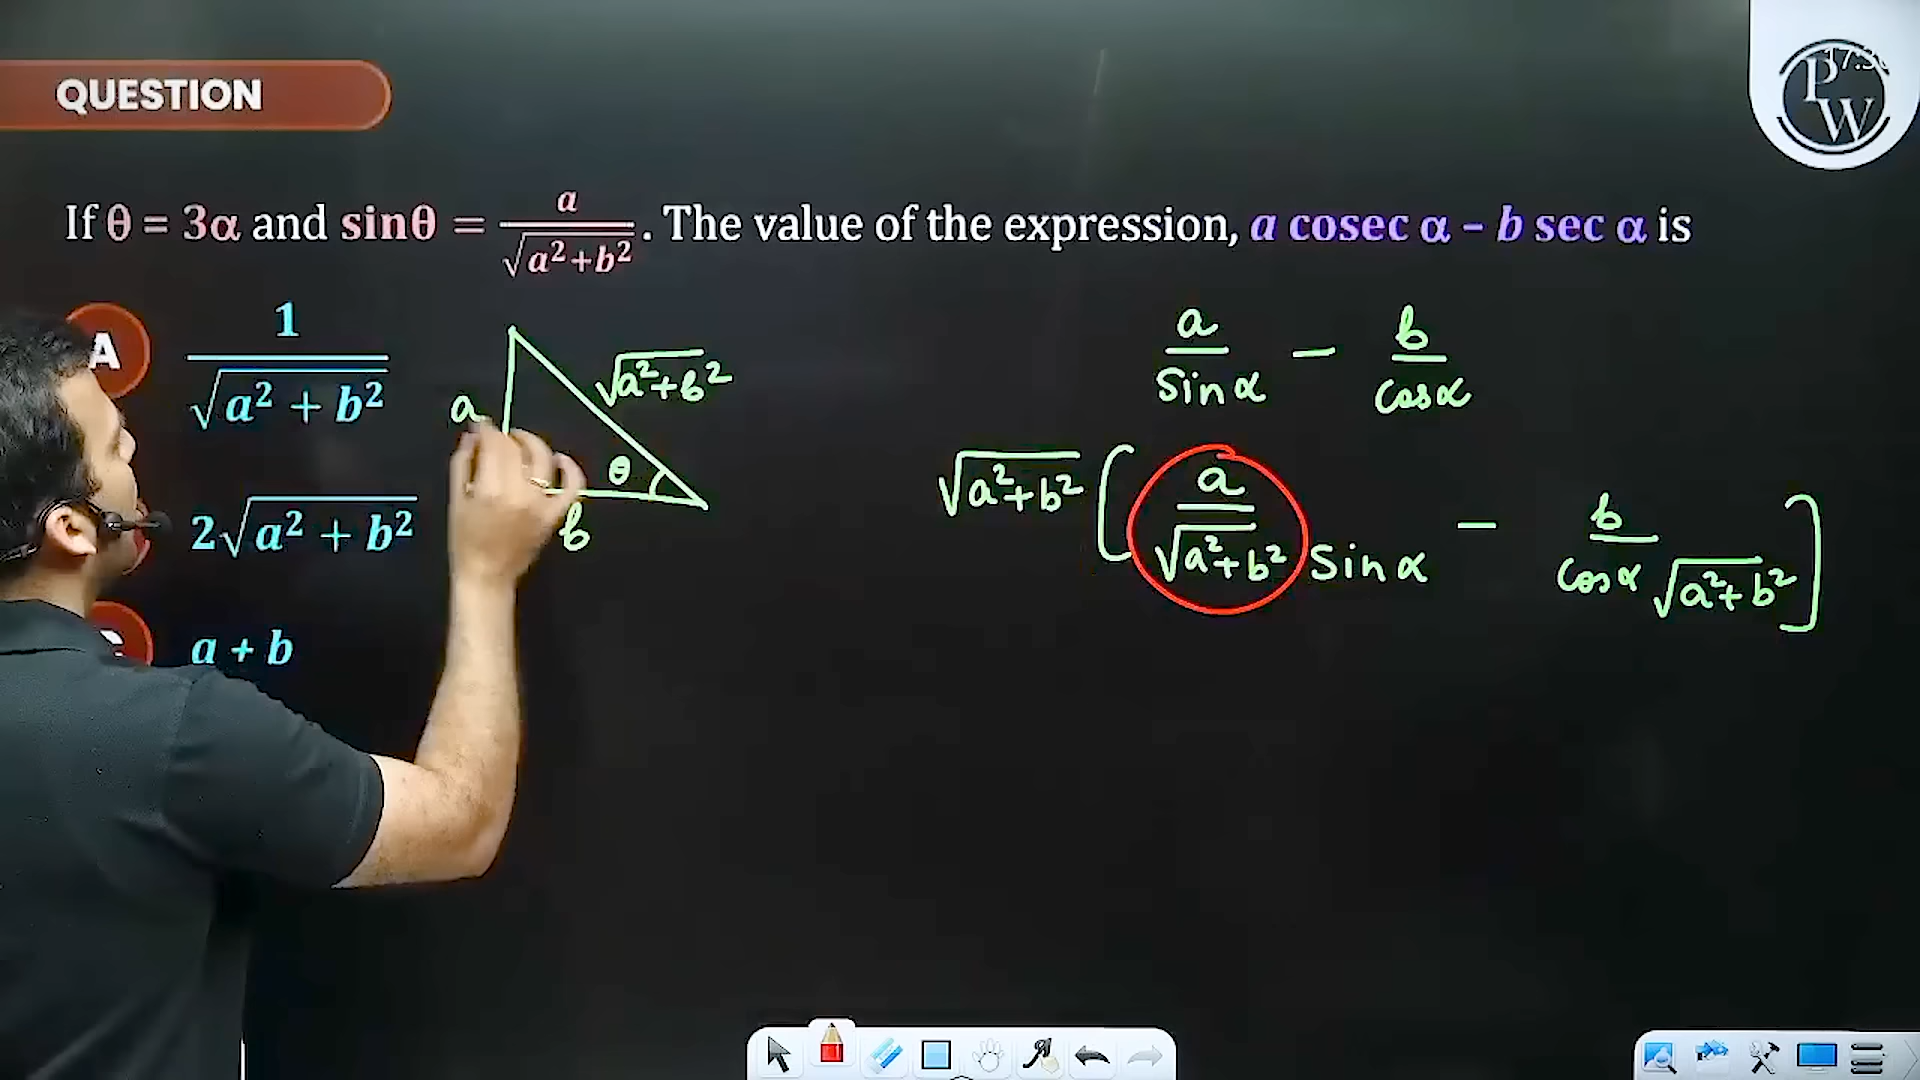 QUESTION
PW
If θ = 3α and sinθ = a/√(a²+b²). The value of the expression, a cosec α – b sec α is
A 1/√(a² + b²)
2√(a² + b²)
a + b
a
√(a²+b²)
θ
b
a/sinα − b/cosα
√(a²+b²) [ a/(√(a²+b²) sinα) − b/(cosα √(a²+b²)) ]